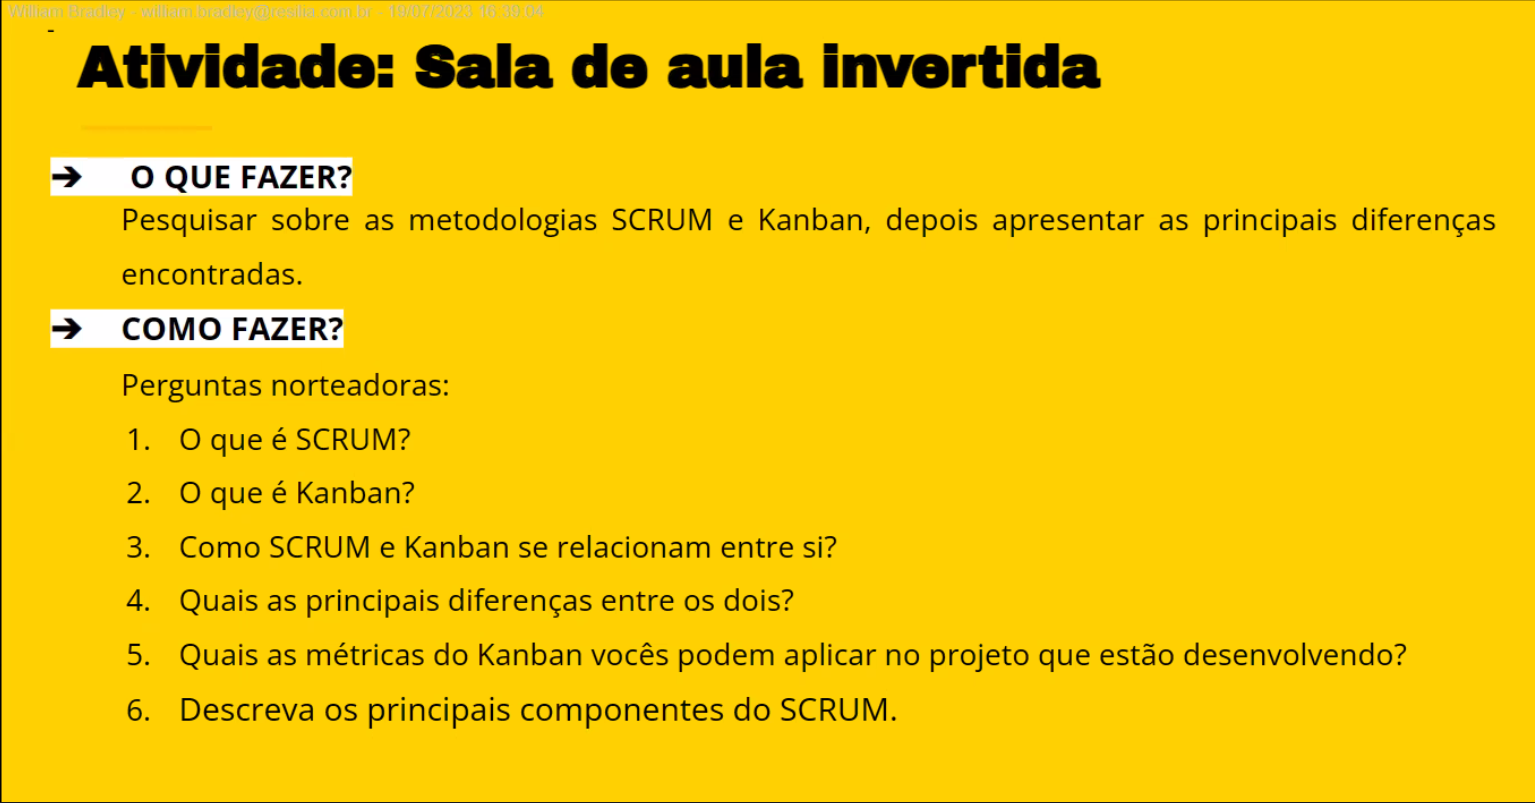 William Bradley - william.bradley@resilia.com.br - 19/07/2023 16:39:04
-
Atividade: Sala de aula invertida
➔ O QUE FAZER?
Pesquisar sobre as metodologias SCRUM e Kanban, depois apresentar as principais diferenças
encontradas.
➔ COMO FAZER?
Perguntas norteadoras:
1. O que é SCRUM?
2. O que é Kanban?
3. Como SCRUM e Kanban se relacionam entre si?
4. Quais as principais diferenças entre os dois?
5. Quais as métricas do Kanban vocês podem aplicar no projeto que estão desenvolvendo?
6. Descreva os principais componentes do SCRUM.